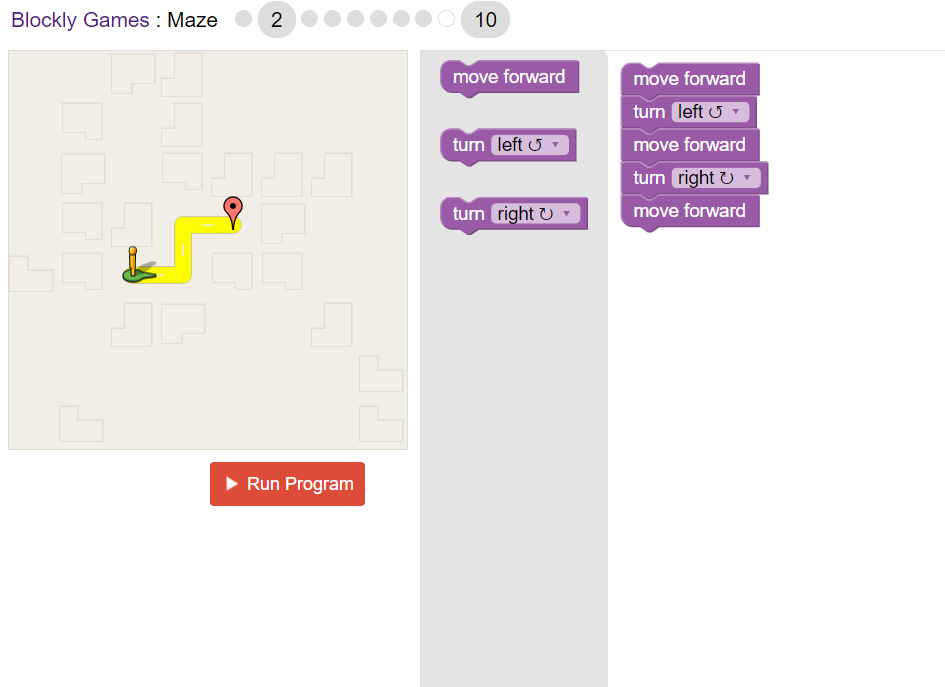 Blockly Games : Maze 2 10
move forward
turn left ↺ ▼
turn right ↻ ▼
move forward
turn left ↺ ▼
move forward
turn right ↻ ▼
move forward
Run Program